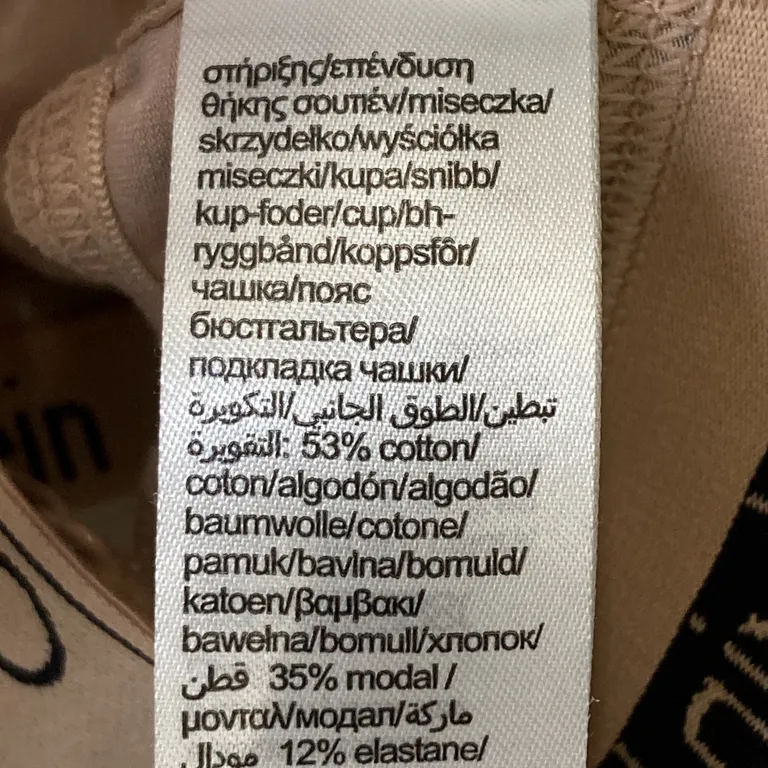 στήριξης/επένδυση
θήκης σουτιέν/miseczka/
skrzydełko/wyściółka
miseczki/kupa/snibb/
kup-foder/cup/bh-
ryggbånd/koppsfôr/
чашка/пояс
бюстгальтера/
подкладка чашки/
تبطين/الطوق الجانبي/التكويرة
التقويرة: 53% cotton/
coton/algodón/algodão/
baumwolle/cotone/
pamuk/bavlna/bomuld/
katoen/βαμβακι/
bawełna/bomull/хлопок/
قطن 35% modal /
μονταλ/модал/ماركة
مودال 12% elastane/
ein